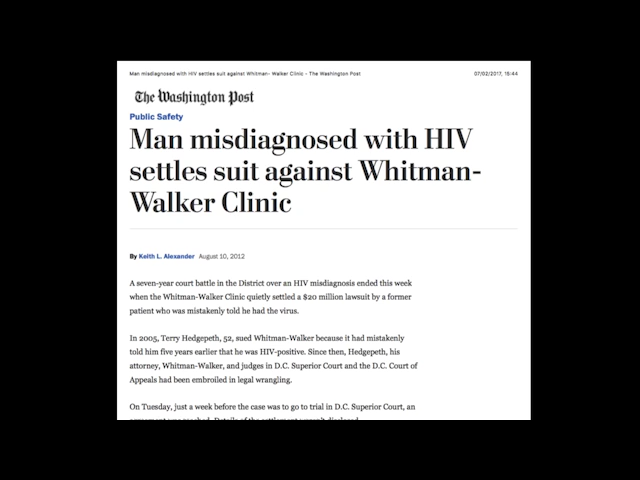 Man misdiagnosed with HIV settles suit against Whitman- Walker Clinic - The Washington Post 07/02/2017, 15:44
The Washington Post
Public Safety
Man misdiagnosed with HIV
settles suit against Whitman-
Walker Clinic
By Keith L. Alexander August 10, 2012
A seven-year court battle in the District over an HIV misdiagnosis ended this week
when the Whitman-Walker Clinic quietly settled a $20 million lawsuit by a former
patient who was mistakenly told he had the virus.
In 2005, Terry Hedgepeth, 52, sued Whitman-Walker because it had mistakenly
told him five years earlier that he was HIV-positive. Since then, Hedgepeth, his
attorney, Whitman-Walker, and judges in D.C. Superior Court and the D.C. Court of
Appeals had been embroiled in legal wrangling.
On Tuesday, just a week before the case was to go to trial in D.C. Superior Court, an